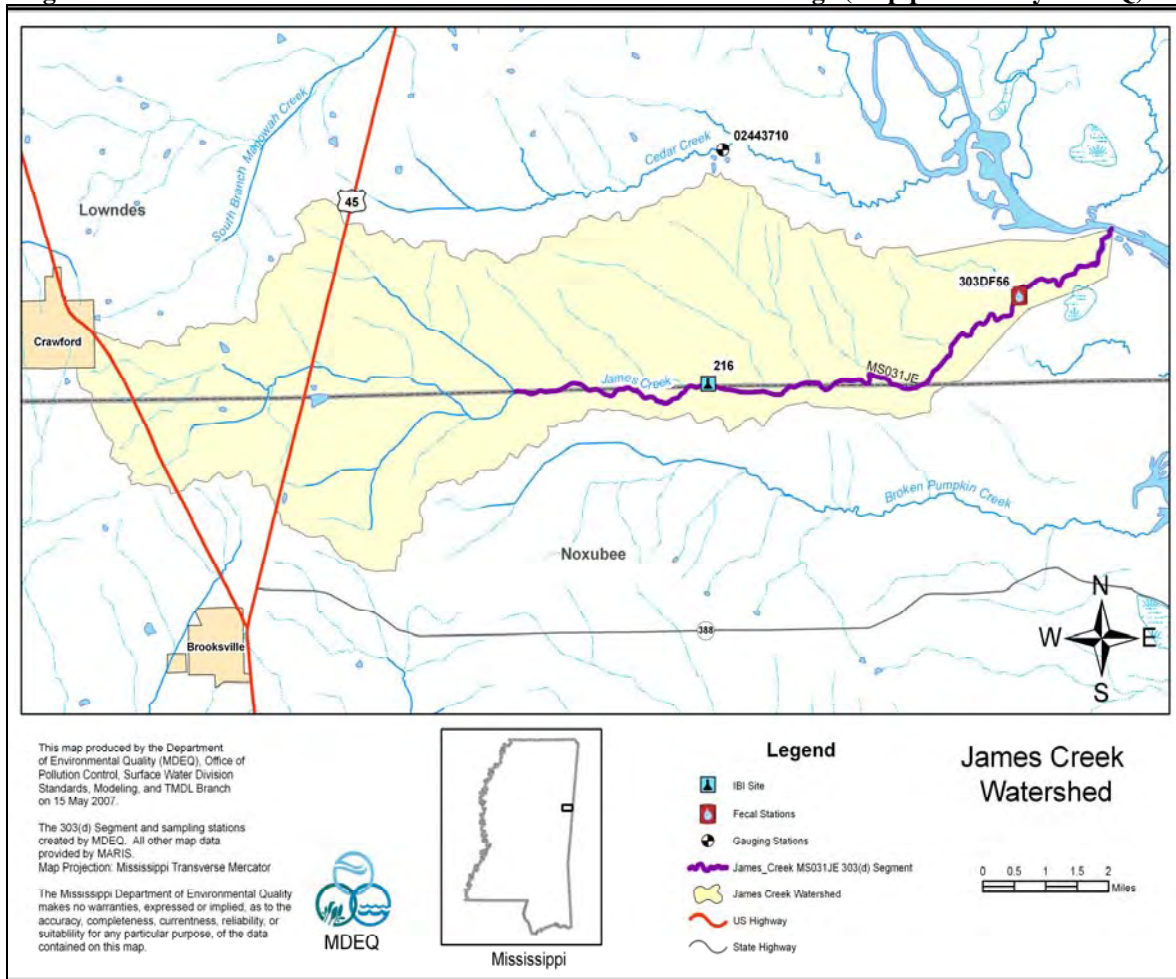 South Branch Magowah Creek
Lowndes
45
Crawford
Cedar Creek
02443710
303DF56
216
James Creek
MS031JE
Broken Pumpkin Creek
Noxubee
Brooksville
388
N
W E
S
This map produced by the Department
of Environmental Quality (MDEQ), Office of
Pollution Control, Surface Water Division
Standards, Modeling, and TMDL Branch
on 15 May 2007.
The 303(d) Segment and sampling stations
created by MDEQ. All other map data
provided by MARIS.
Map Projection: Mississippi Transverse Mercator
The Mississippi Department of Environmental Quality
makes no warranties, expressed or implied, as to the
accuracy, completeness, currentness, reliability, or
suitablility for any particular purpose, of the data
contained on this map.
MDEQ
Mississippi
Legend
IBI Site
Fecal Stations
Gauging Stations
James_Creek MS031JE 303(d) Segment
James Creek Watershed
US Highway
State Highway
James Creek
Watershed
0 0.5 1 1.5 2
Miles